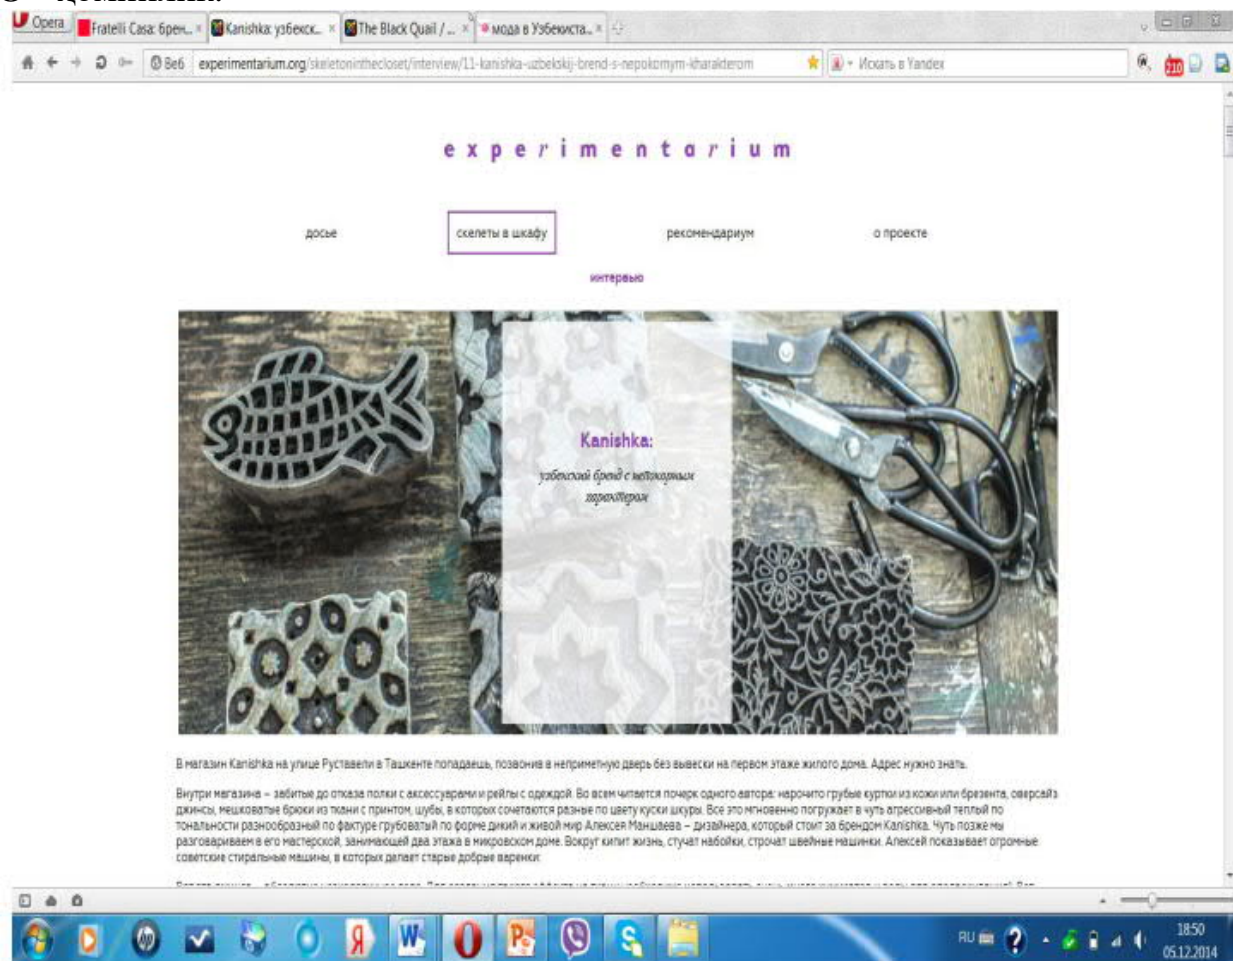 Opera
Fratelli Casa: брен...
Kanishka: узбекск...
The Black Quail / ...
мода в Узбекиста...
Веб
experimentarium.org/skeletoninthecloset/interview/11-kanishka-uzbekskij-brend-s-nepokornym-kharakterom
Искать в Yandex
210
experimentarium
досье
скелеты в шкафу
рекомендариум
о проекте
интервью
Kanishka:
узбекский бренд с непокорным
характером
В магазин Kanishka на улице Руставели в Ташкенте попадаешь, позвонив в неприметную дверь без вывески на первом этаже жилого дома. Адрес нужно знать.
Внутри магазина – забитые до отказа полки с аксессуарами и рейлы с одеждой. Во всем читается почерк одного автора: нарочито грубые куртки из кожи или брезента, оверсайз
джинсы, мешковатые брюки из ткани с принтом, шубы, в которых сочетаются разные по цвету куски шкуры. Все это мгновенно погружает в чуть агрессивный теплый по
тональности разнообразный по фактуре грубоватый по форме дикий и живой мир Алексея Маншаева – дизайнера, который стоит за брендом Kanishka. Чуть позже мы
разговариваем в его мастерской, занимающей два этажа в микровском доме. Вокруг кипит жизнь, стучат набойки, строчат швейные машинки. Алексей показывает огромные
советские стиральные машины, в которых делает старые добрые варенки:
RU
18:50
05.12.2014